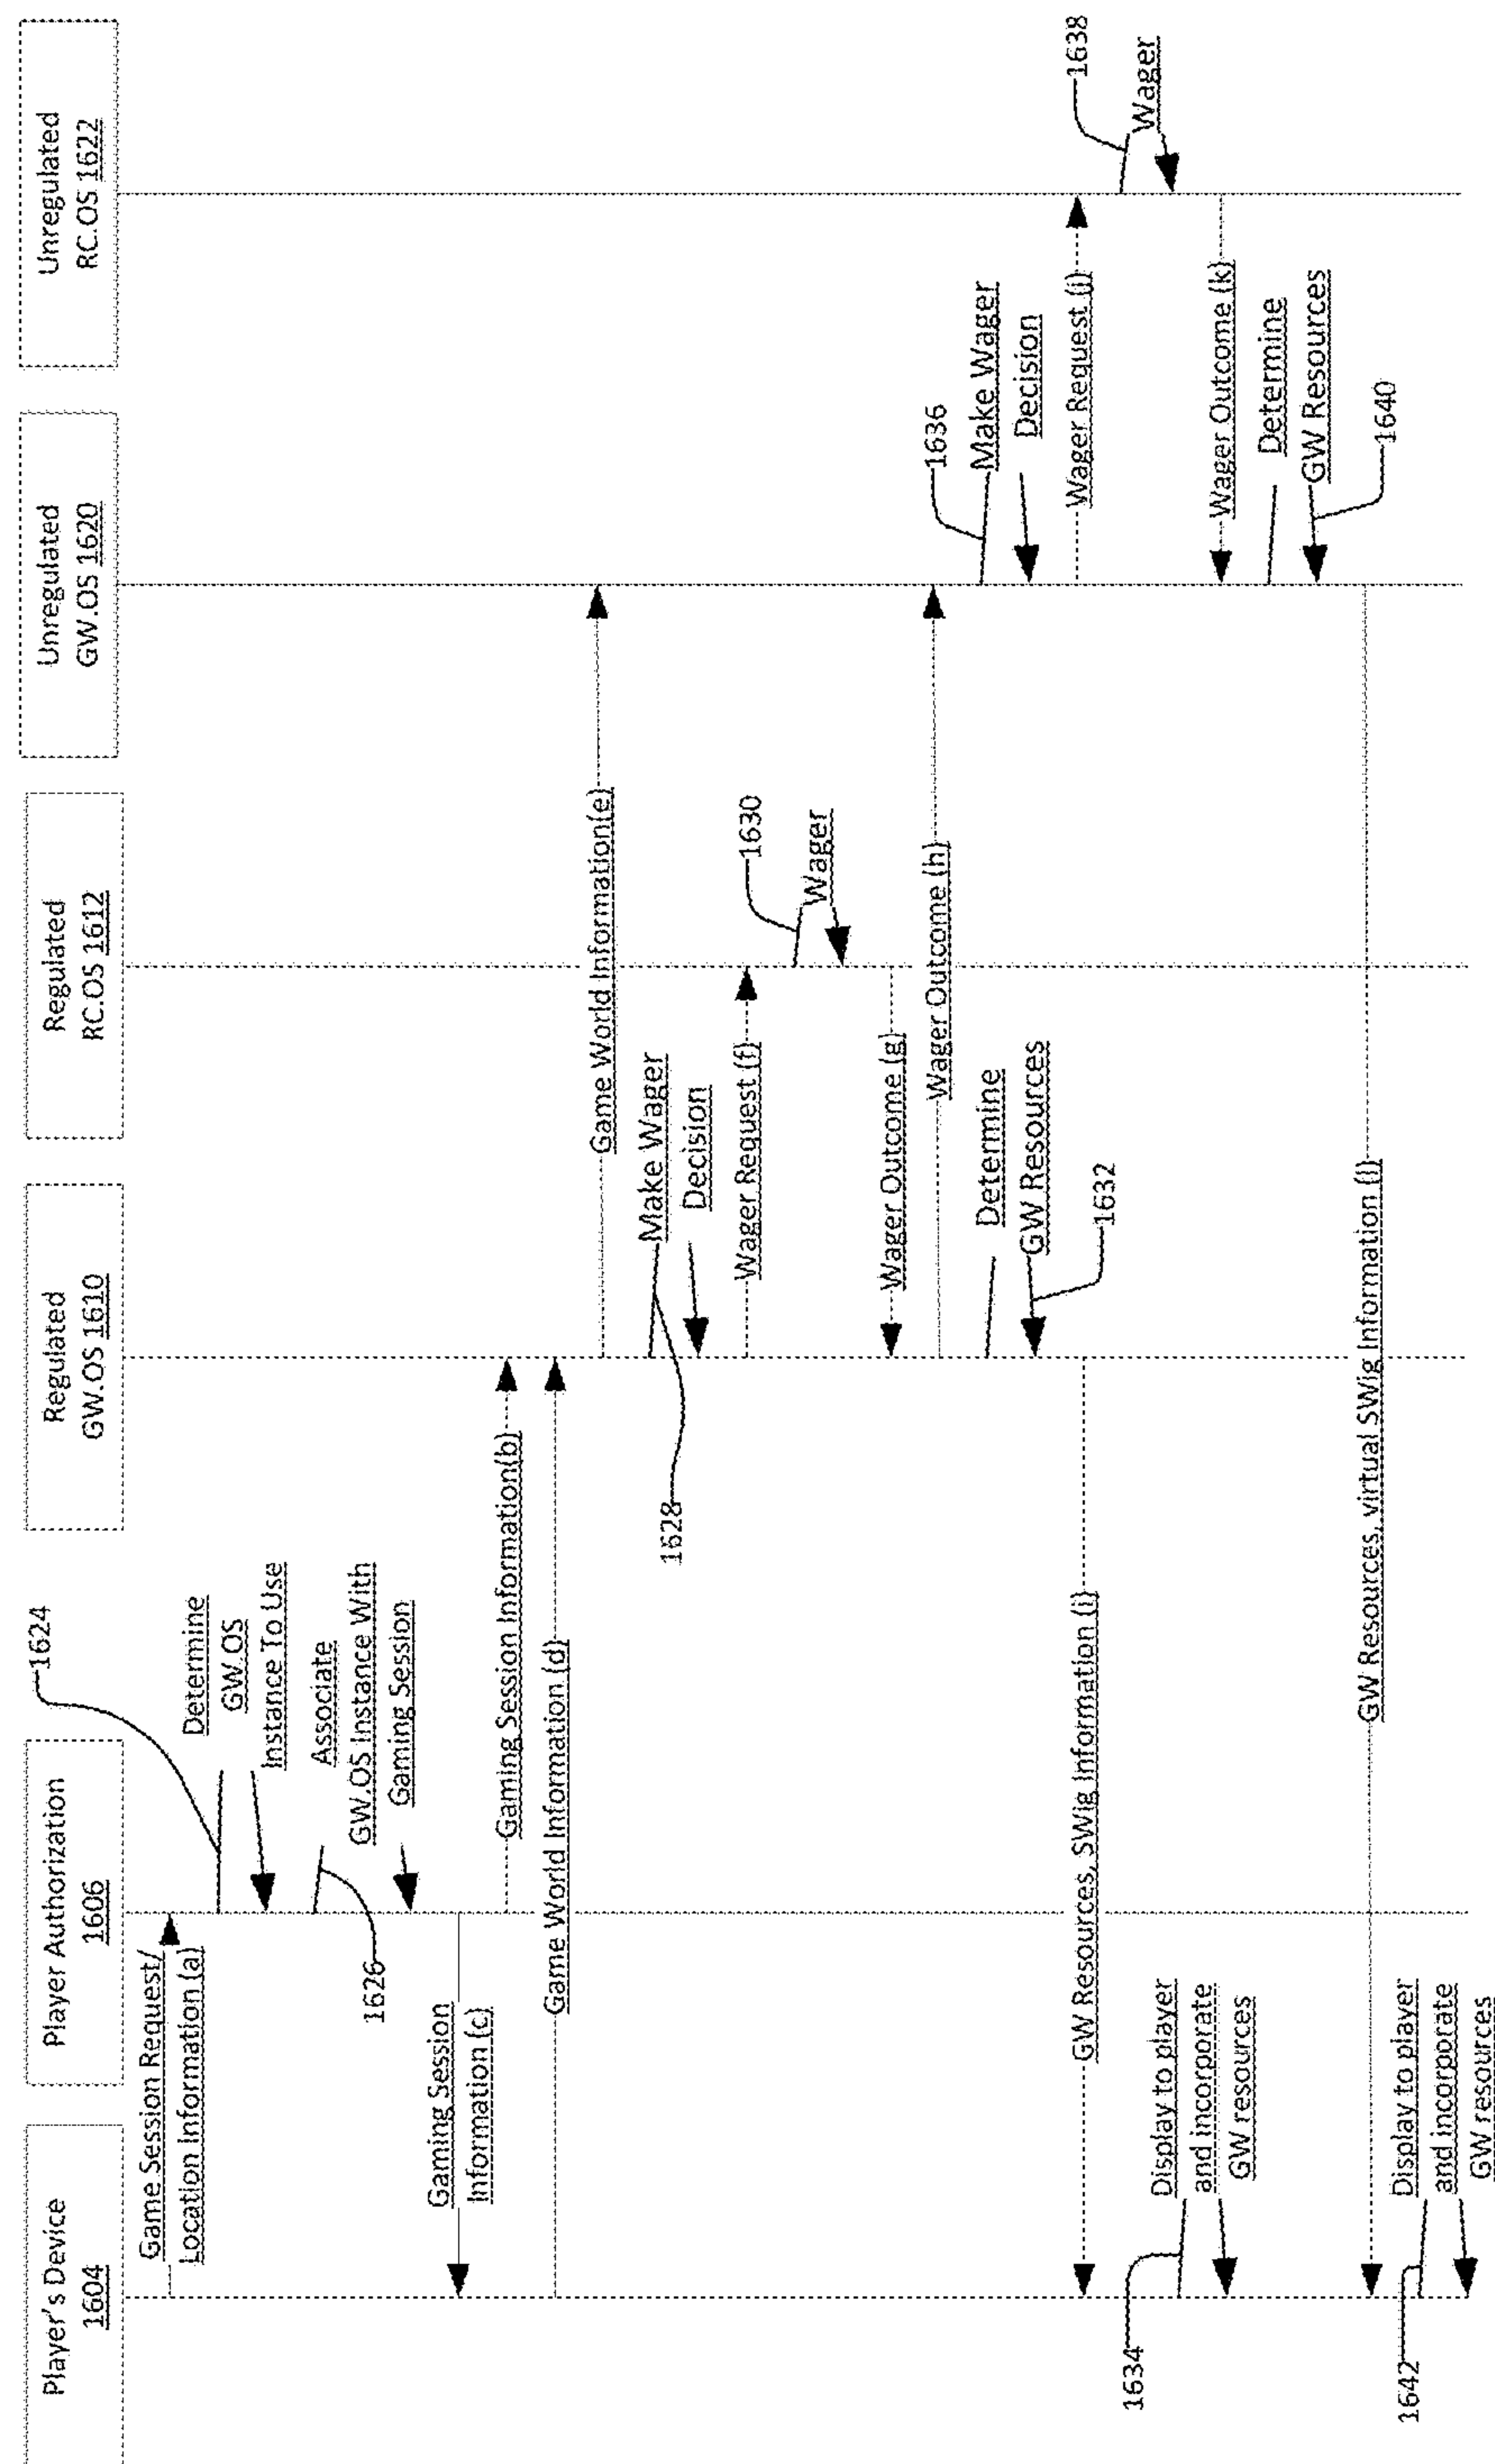 Player's Device
1604
Player Authorization
1606
Regulated
GW.OS 1610
Regulated
RC.OS 1612
Unregulated
GW.OS 1620
Unregulated
RC.OS 1622
Game Session Request/
Location Information (a)
1624
Determine
GW.OS
Instance To Use
1626
Associate
GW.OS Instance With
Gaming Session
Gaming Session
Information (c)
Gaming Session Information(b)
Game World Information (d)
Game World Information(e)
1628
Make Wager
Decision
Wager Request (f)
1630
Wager
Wager Outcome (g)
Wager Outcome (h)
Determine
GW Resources
1632
1636
Make Wager
Decision
GW Resources, SWig Information (i)
Wager Request (j)
1638
Wager
1634
Display to player
and incorporate
GW resources
Wager Outcome (k)
Determine
GW Resources
1640
GW Resources, virtual SWig Information (l)
1642
Display to player
and incorporate
GW resources